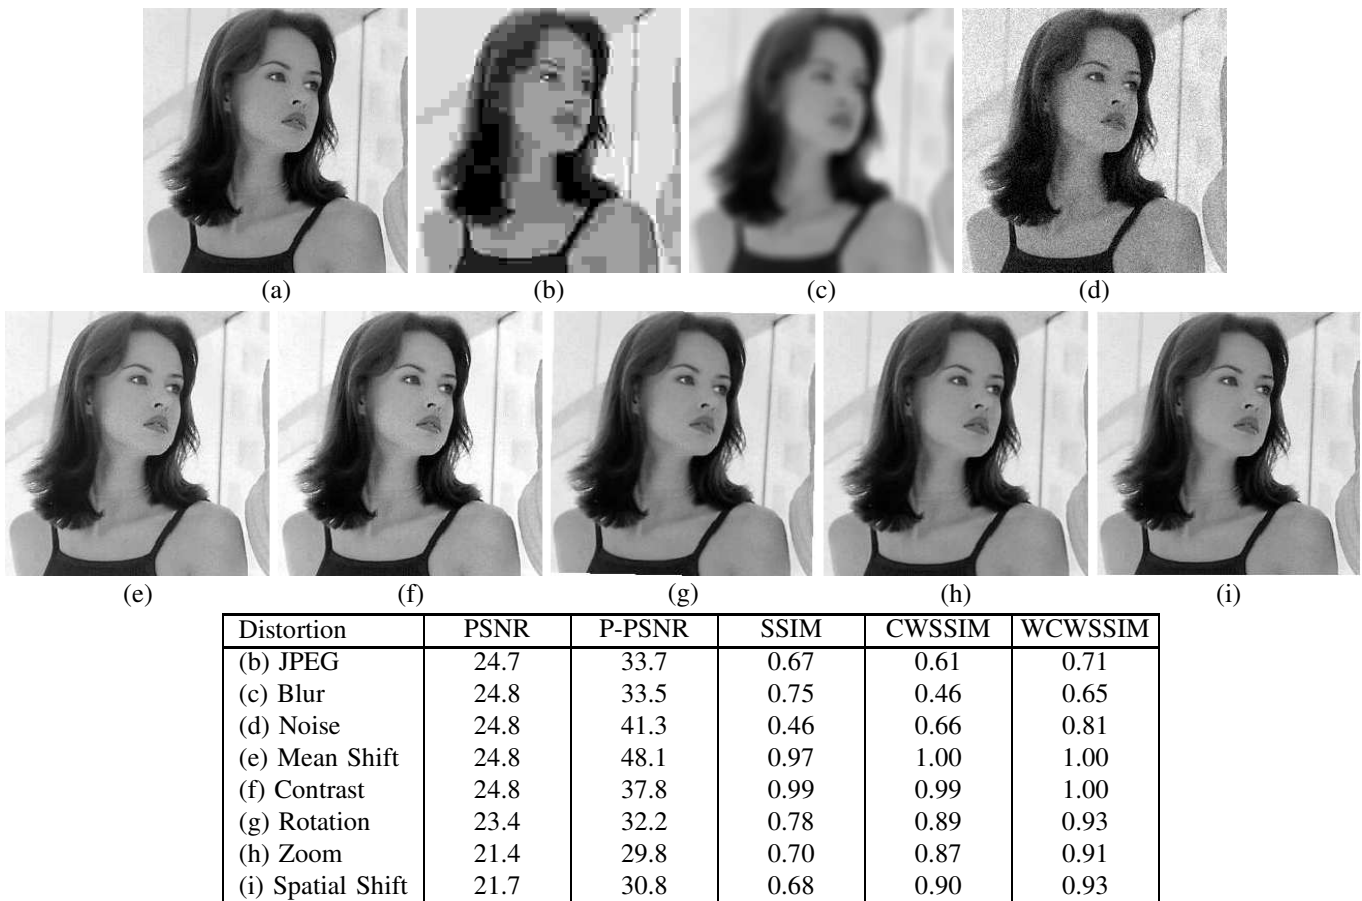 (a) (b) (c) (d)
(e) (f) (g) (h) (i)
Distortion PSNR P-PSNR SSIM CWSSIM WCWSSIM
(b) JPEG 24.7 33.7 0.67 0.61 0.71
(c) Blur 24.8 33.5 0.75 0.46 0.65
(d) Noise 24.8 41.3 0.46 0.66 0.81
(e) Mean Shift 24.8 48.1 0.97 1.00 1.00
(f) Contrast 24.8 37.8 0.99 0.99 1.00
(g) Rotation 23.4 32.2 0.78 0.89 0.93
(h) Zoom 21.4 29.8 0.70 0.87 0.91
(i) Spatial Shift 21.7 30.8 0.68 0.90 0.93